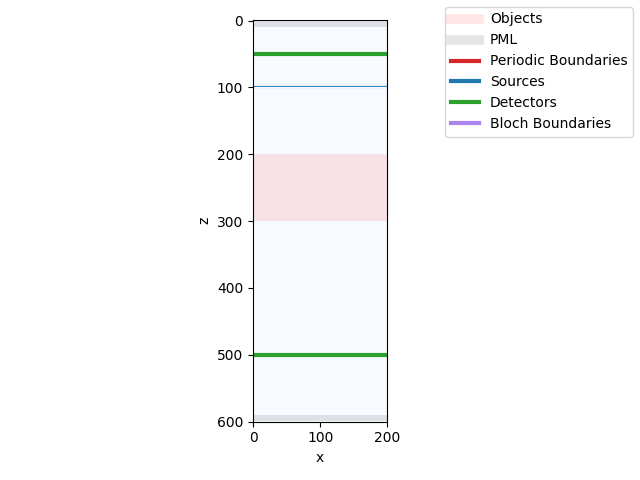 0
100
200
300
400
500
600
z
0 100 200
x
Objects
PML
Periodic Boundaries
Sources
Detectors
Bloch Boundaries